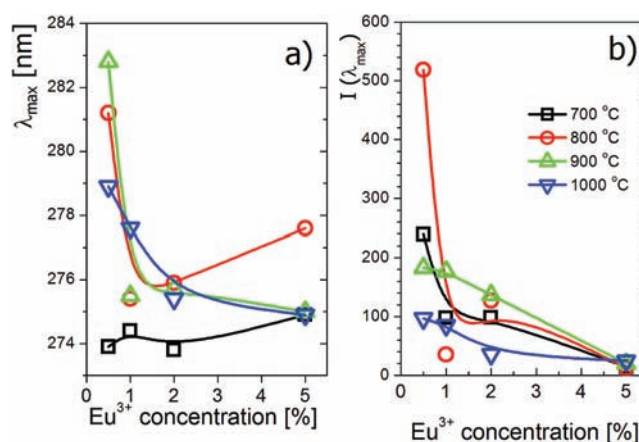 a)
λmax [nm]
284
282
280
278
276
274
0 1 2 3 4 5
Eu³⁺ concentration [%]
b)
I (λmax)
600
500
400
300
200
100
0
700 °C
800 °C
900 °C
1000 °C
0 1 2 3 4 5
Eu³⁺ concentration [%]